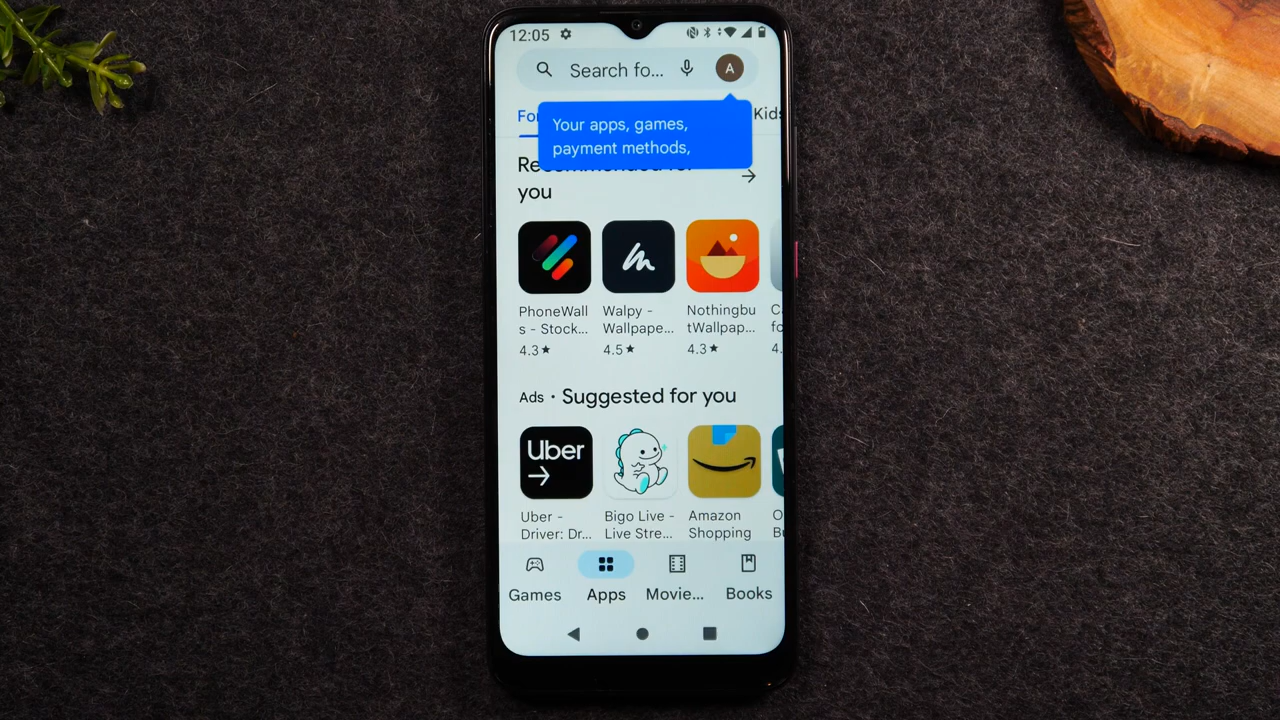 12:05
Search fo...
A
Kids
Your apps, games,
payment methods,
you
PhoneWall
s - Stock...
4.3★
Walpy -
Wallpape...
4.5★
Nothingbu
tWallpap...
4.3★
4.
Ads • Suggested for you
Uber
Uber -
Driver: Dr...
Bigo Live -
Live Stre...
Amazon
Shopping
Games
Apps
Movie...
Books